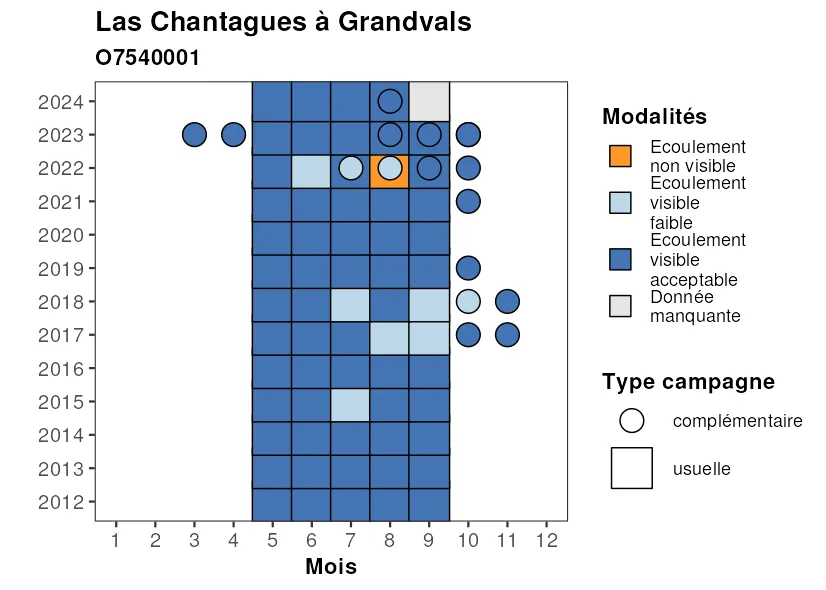 Las Chantagues à Grandvals
O7540001
2024
2023
2022
2021
2020
2019
2018
2017
2016
2015
2014
2013
2012
1 2 3 4 5 6 7 8 9 10 11 12
Mois
Modalités
Ecoulement
non visible
Ecoulement
visible
faible
Ecoulement
visible
acceptable
Donnée
manquante
Type campagne
complémentaire
usuelle